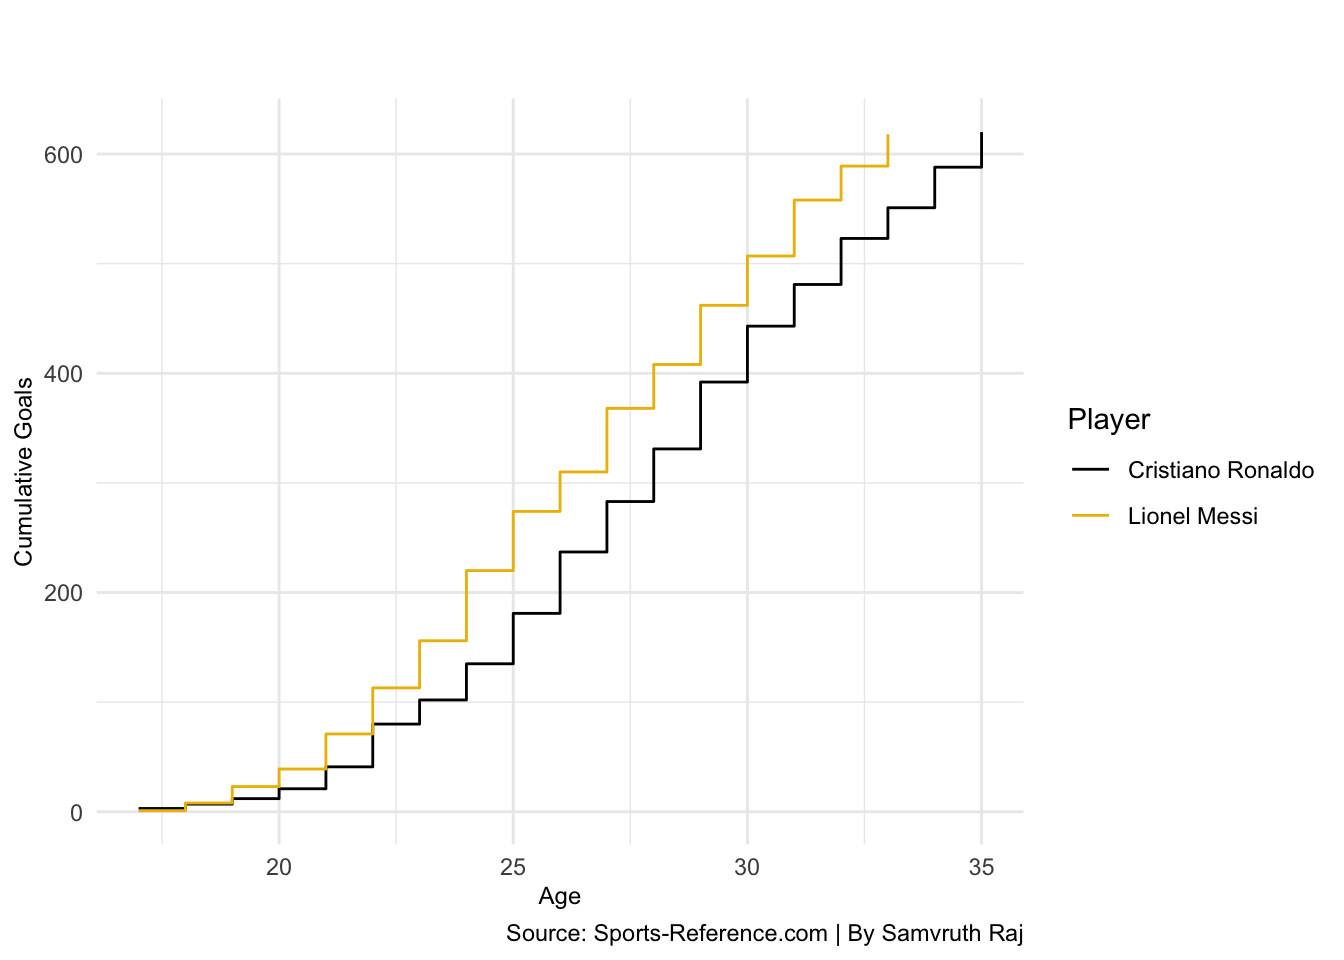 600
400
200
0
Cumulative Goals
20 25 30 35
Age
Source: Sports-Reference.com | By Samvruth Raj
Player
Cristiano Ronaldo
Lionel Messi